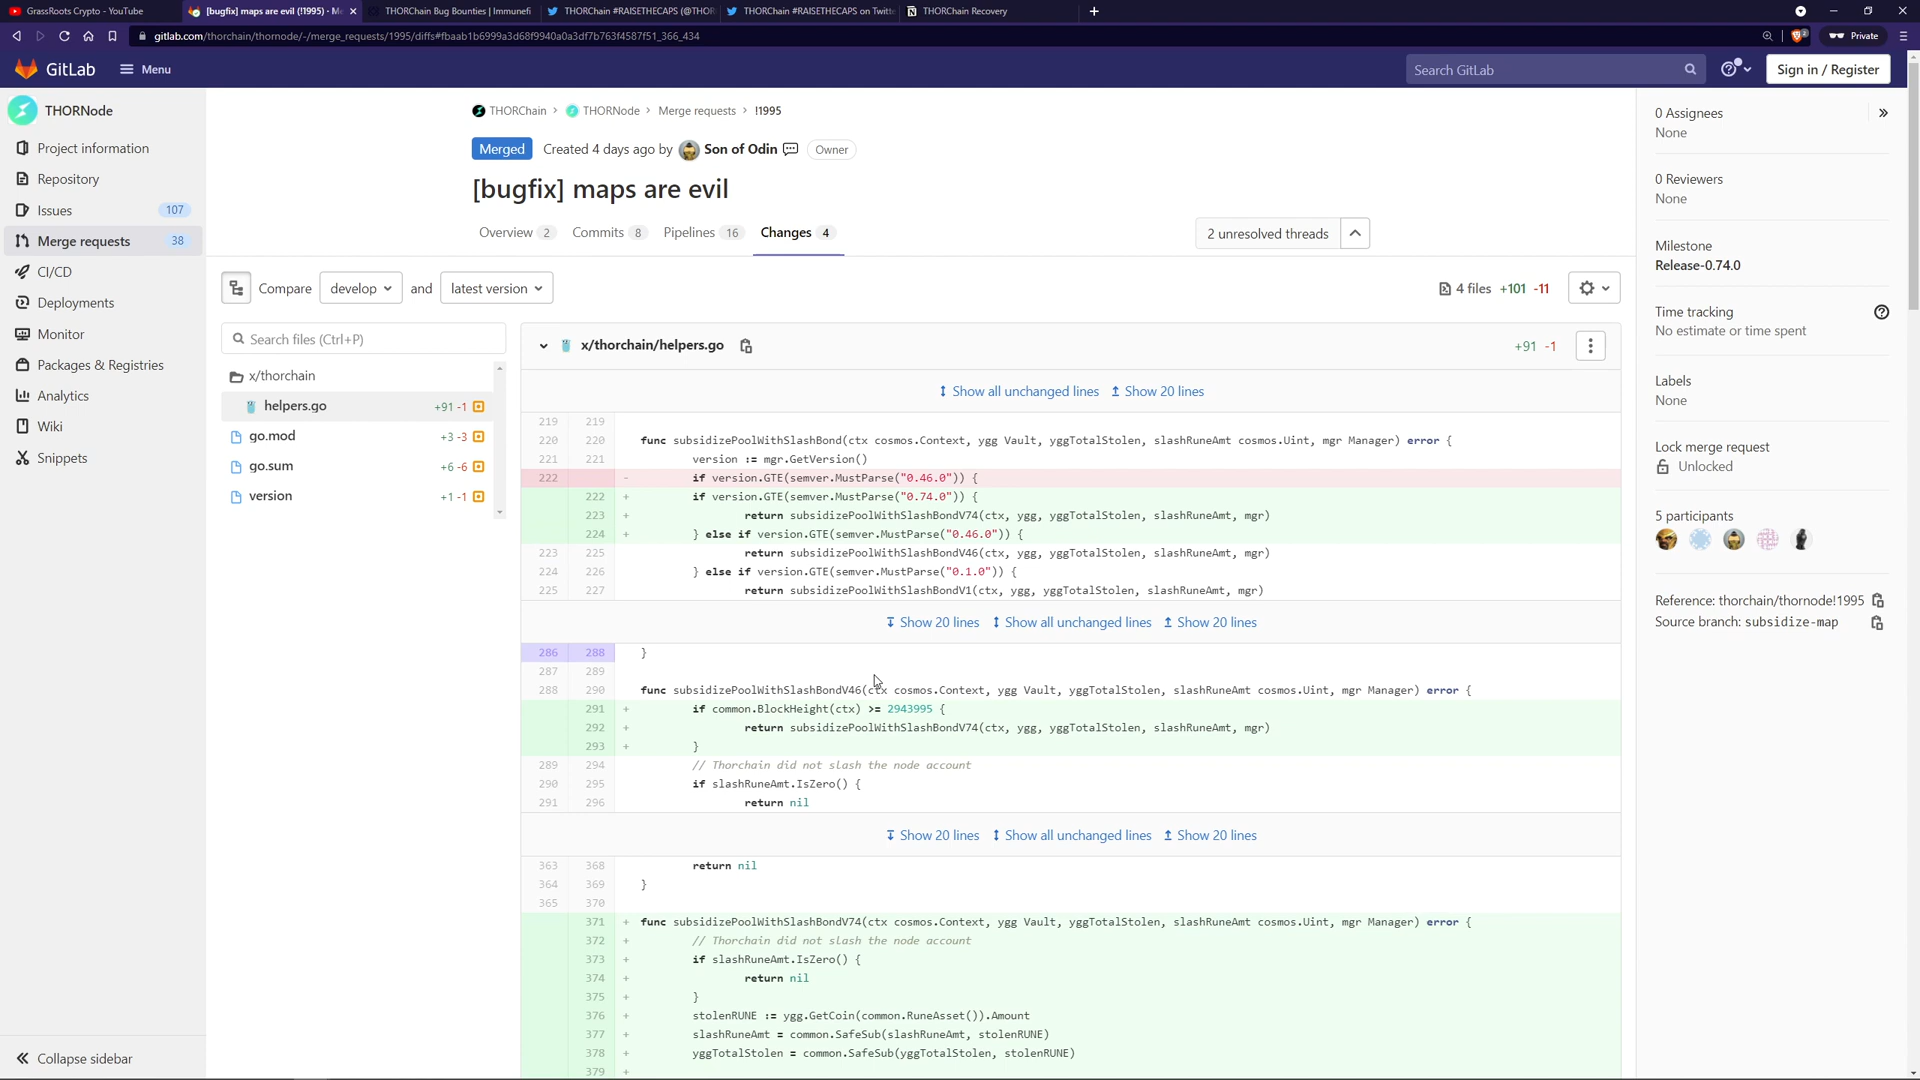 GrassRoots Crypto - YouTube
[bugfix] maps are evil (!1995) - M
THORChain Bug Bounties | Immunefi
THORChain #RAISETHECAPS (@THOR
THORChain #RAISETHECAPS on Twitte
THORChain Recovery
gitlab.com/thorchain/thornode/-/merge_requests/1995/diffs#fbaab1b6999a3d68f9940a0a3df7b763f4587f51_366_434
Private
GitLab
Menu
Search GitLab
Sign in / Register
THORNode
Project information
Repository
Issues 107
Merge requests 38
CI/CD
Deployments
Monitor
Packages & Registries
Analytics
Wiki
Snippets
Collapse sidebar
THORChain > THORNode > Merge requests > !1995
Merged Created 4 days ago by Son of Odin Owner
[bugfix] maps are evil
Overview 2 Commits 8 Pipelines 16 Changes 4
2 unresolved threads
Compare develop and latest version
4 files +101 -11
Search files (Ctrl+P)
x/thorchain
helpers.go +91 -1
go.mod +3 -3
go.sum +6 -6
version +1 -1
x/thorchain/helpers.go +91 -1
Show all unchanged lines Show 20 lines
219 219
220 220 func subsidizePoolWithSlashBond(ctx cosmos.Context, ygg Vault, yggTotalStolen, slashRuneAmt cosmos.Uint, mgr Manager) error {
221 221 version := mgr.GetVersion()
222 - if version.GTE(semver.MustParse("0.46.0")) {
222 + if version.GTE(semver.MustParse("0.74.0")) {
223 + return subsidizePoolWithSlashBondV74(ctx, ygg, yggTotalStolen, slashRuneAmt, mgr)
224 + } else if version.GTE(semver.MustParse("0.46.0")) {
223 225 return subsidizePoolWithSlashBondV46(ctx, ygg, yggTotalStolen, slashRuneAmt, mgr)
224 226 } else if version.GTE(semver.MustParse("0.1.0")) {
225 227 return subsidizePoolWithSlashBondV1(ctx, ygg, yggTotalStolen, slashRuneAmt, mgr)
Show 20 lines Show all unchanged lines Show 20 lines
286 288 }
287 289
288 290 func subsidizePoolWithSlashBondV46(ctx cosmos.Context, ygg Vault, yggTotalStolen, slashRuneAmt cosmos.Uint, mgr Manager) error {
291 + if common.BlockHeight(ctx) >= 2943995 {
292 + return subsidizePoolWithSlashBondV74(ctx, ygg, yggTotalStolen, slashRuneAmt, mgr)
293 + }
289 294 // Thorchain did not slash the node account
290 295 if slashRuneAmt.IsZero() {
291 296 return nil
Show 20 lines Show all unchanged lines Show 20 lines
363 368 return nil
364 369 }
365 370
371 + func subsidizePoolWithSlashBondV74(ctx cosmos.Context, ygg Vault, yggTotalStolen, slashRuneAmt cosmos.Uint, mgr Manager) error {
372 + // Thorchain did not slash the node account
373 + if slashRuneAmt.IsZero() {
374 + return nil
375 + }
376 + stolenRUNE := ygg.GetCoin(common.RuneAsset()).Amount
377 + slashRuneAmt = common.SafeSub(slashRuneAmt, stolenRUNE)
378 + yggTotalStolen = common.SafeSub(yggTotalStolen, stolenRUNE)
379 +
0 Assignees
None
0 Reviewers
None
Milestone
Release-0.74.0
Time tracking
No estimate or time spent
Labels
None
Lock merge request
Unlocked
5 participants
Reference: thorchain/thornode!1995
Source branch: subsidize-map